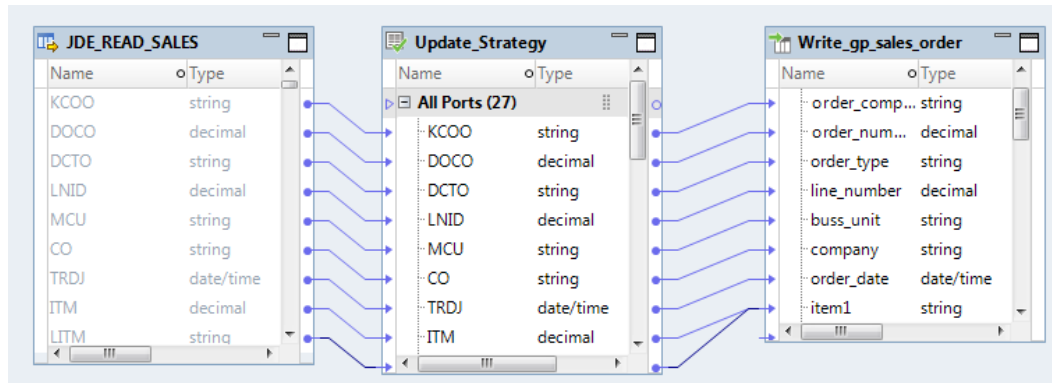 JDE_READ_SALES
Name Type
KCOO string
DOCO decimal
DCTO string
LNID decimal
MCU string
CO string
TRDJ date/time
ITM decimal
LITM string
Update_Strategy
Name Type
All Ports (27)
KCOO string
DOCO decimal
DCTO string
LNID decimal
MCU string
CO string
TRDJ date/time
ITM decimal
Write_gp_sales_order
Name Type
order_comp... string
order_num... decimal
order_type string
line_number decimal
buss_unit string
company string
order_date date/time
item1 string